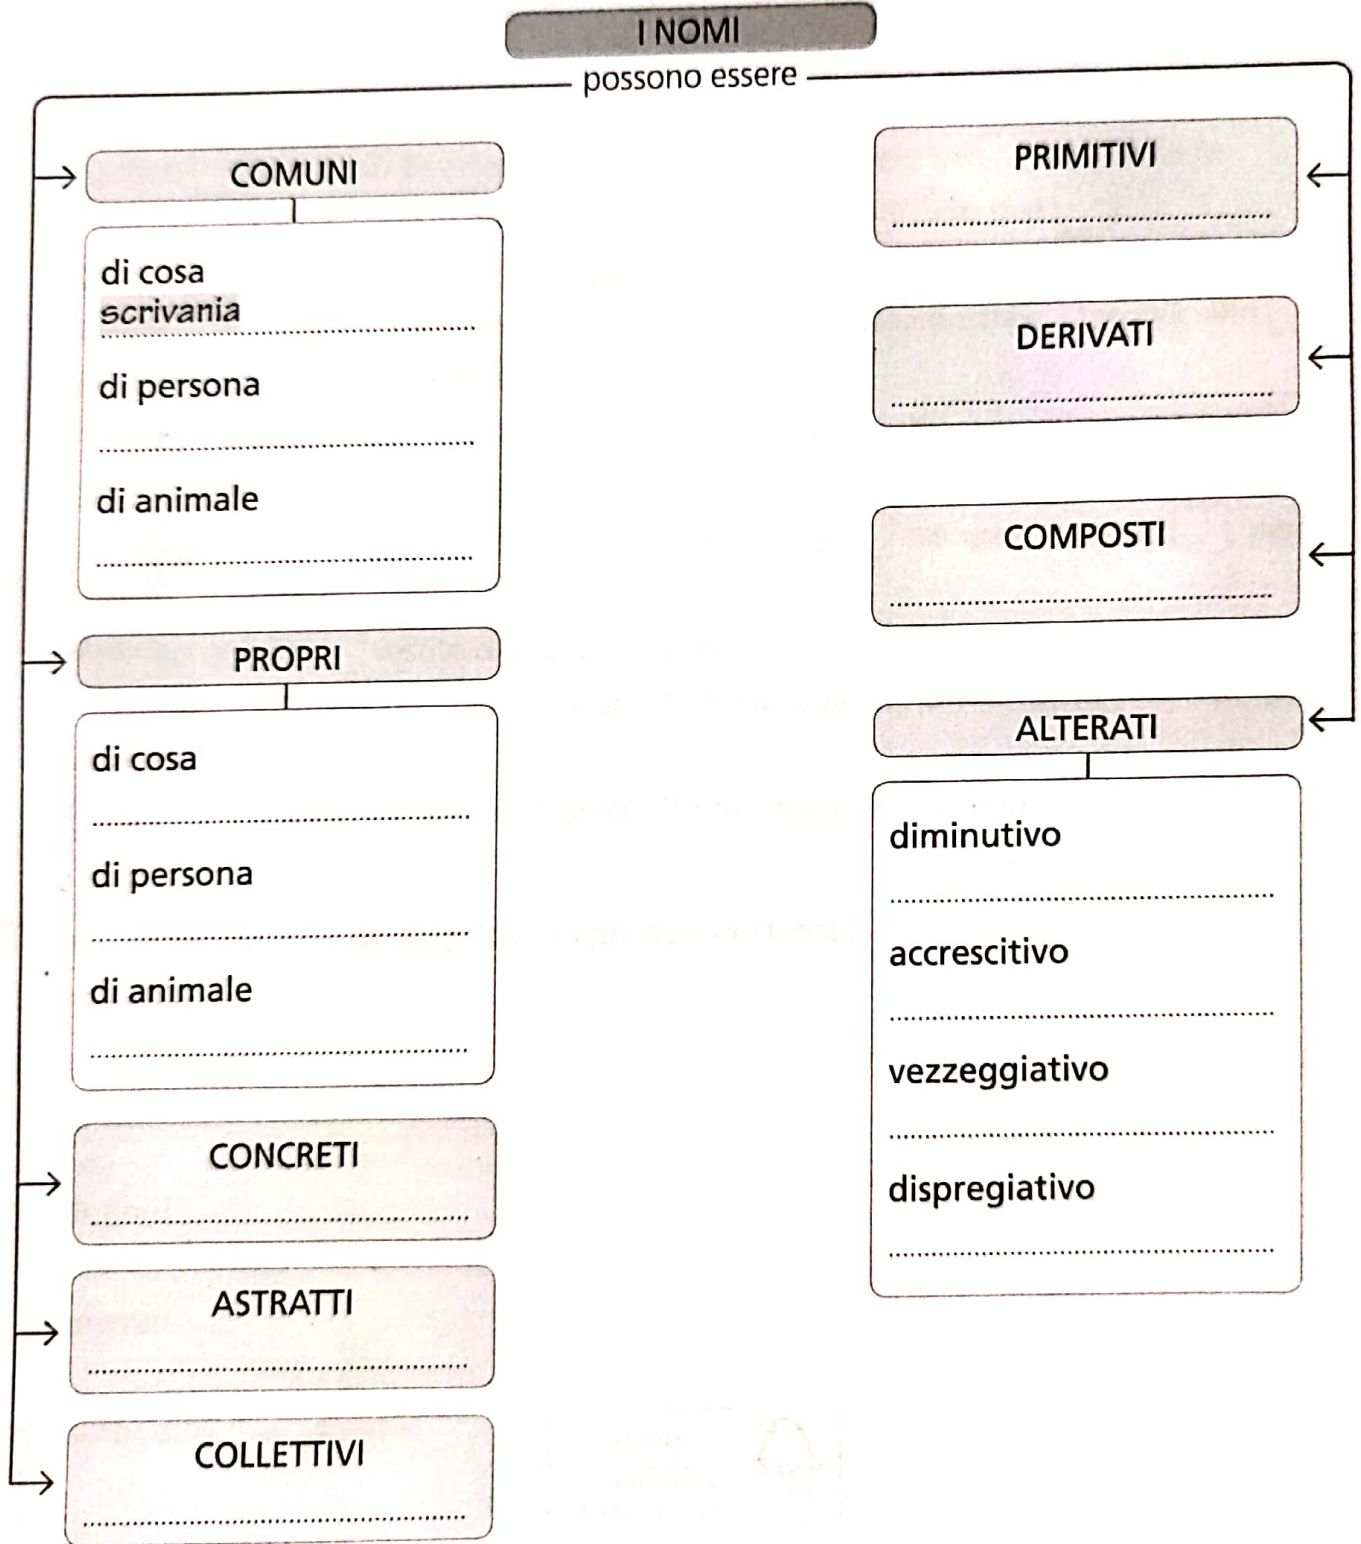 I NOMI
possono essere
COMUNI
di cosa
scrivania
di persona
di animale
PROPRI
di cosa
di persona
di animale
CONCRETI
ASTRATTI
COLLETTIVI
PRIMITIVI
DERIVATI
COMPOSTI
ALTERATI
diminutivo
accrescitivo
vezzeggiativo
dispregiativo